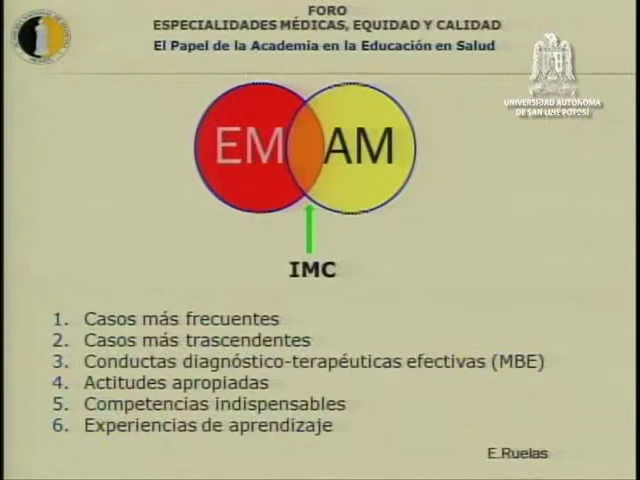 FORO
ESPECIALIDADES MÉDICAS, EQUIDAD Y CALIDAD
El Papel de la Academia en la Educación en Salud
UNIVERSIDAD AUTONOMA
DE SAN LUIS POTOSI
EM AM
IMC
1. Casos más frecuentes
2. Casos más trascendentes
3. Conductas diagnóstico-terapéuticas efectivas (MBE)
4. Actitudes apropiadas
5. Competencias indispensables
6. Experiencias de aprendizaje
E.Ruelas